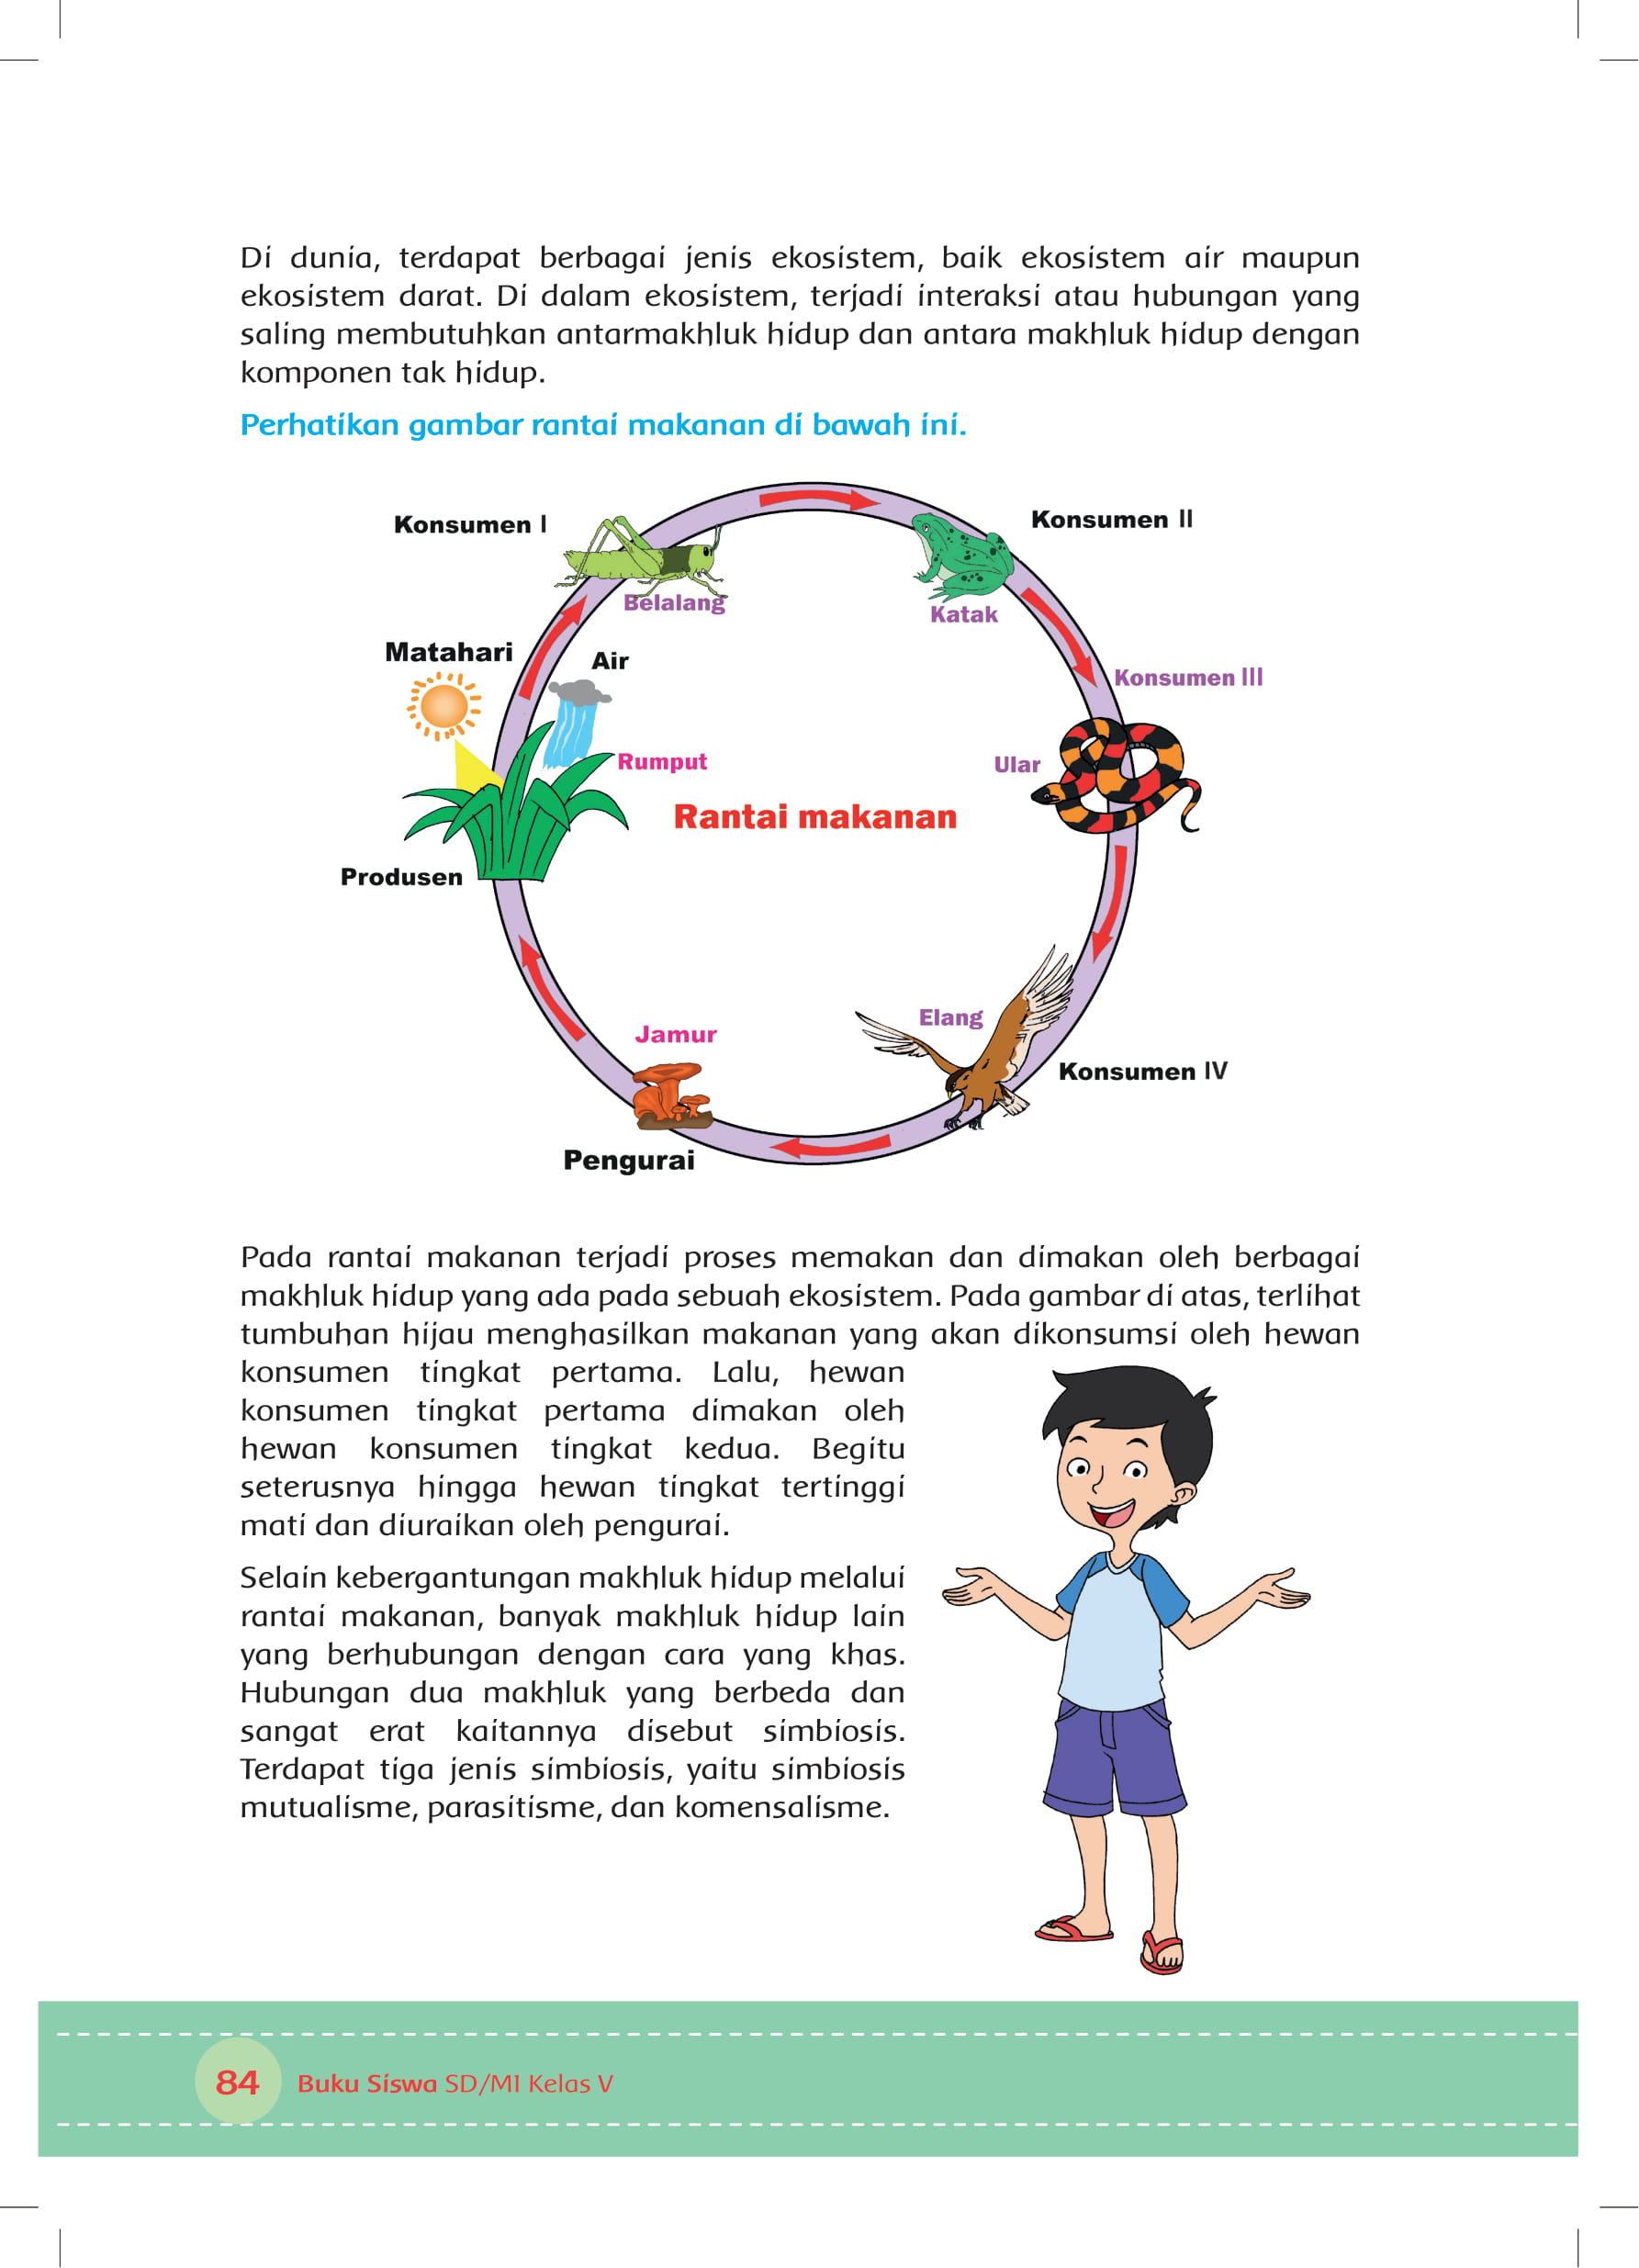 Di dunia, terdapat berbagai jenis ekosistem, baik ekosistem air maupun
ekosistem darat. Di dalam ekosistem, terjadi interaksi atau hubungan yang
saling membutuhkan antarmakhluk hidup dan antara makhluk hidup dengan
komponen tak hidup.
Perhatikan gambar rantai makanan di bawah ini.
Konsumen I
Konsumen II
Belalang
Katak
Matahari
Air
Konsumen III
Rumput
Ular
Rantai makanan
Produsen
Elang
Jamur
Konsumen IV
Pengurai
Pada rantai makanan terjadi proses memakan dan dimakan oleh berbagai
makhluk hidup yang ada pada sebuah ekosistem. Pada gambar di atas, terlihat
tumbuhan hijau menghasilkan makanan yang akan dikonsumsi oleh hewan
konsumen tingkat pertama. Lalu, hewan
konsumen tingkat pertama dimakan oleh
hewan konsumen tingkat kedua. Begitu
seterusnya hingga hewan tingkat tertinggi
mati dan diuraikan oleh pengurai.
Selain kebergantungan makhluk hidup melalui
rantai makanan, banyak makhluk hidup lain
yang berhubungan dengan cara yang khas.
Hubungan dua makhluk yang berbeda dan
sangat erat kaitannya disebut simbiosis.
Terdapat tiga jenis simbiosis, yaitu simbiosis
mutualisme, parasitisme, dan komensalisme.
84 Buku Siswa SD/MI Kelas V